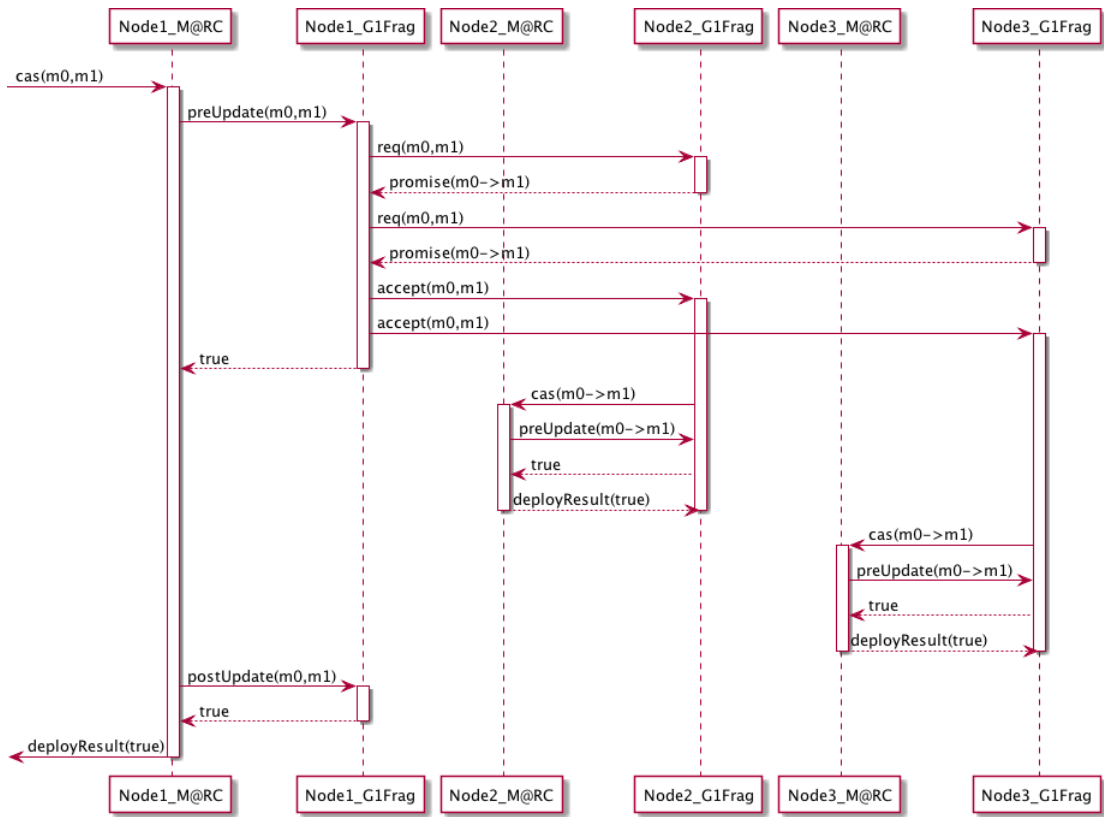 Node1_M@RC Node1_G1Frag Node2_M@RC Node2_G1Frag Node3_M@RC Node3_G1Frag
cas(m0,m1)
preUpdate(m0,m1)
req(m0,m1)
promise(m0->m1)
req(m0,m1)
promise(m0->m1)
accept(m0,m1)
accept(m0,m1)
true
cas(m0->m1)
preUpdate(m0->m1)
true
deployResult(true)
cas(m0->m1)
preUpdate(m0->m1)
true
deployResult(true)
postUpdate(m0,m1)
true
deployResult(true)
Node1_M@RC Node1_G1Frag Node2_M@RC Node2_G1Frag Node3_M@RC Node3_G1Frag